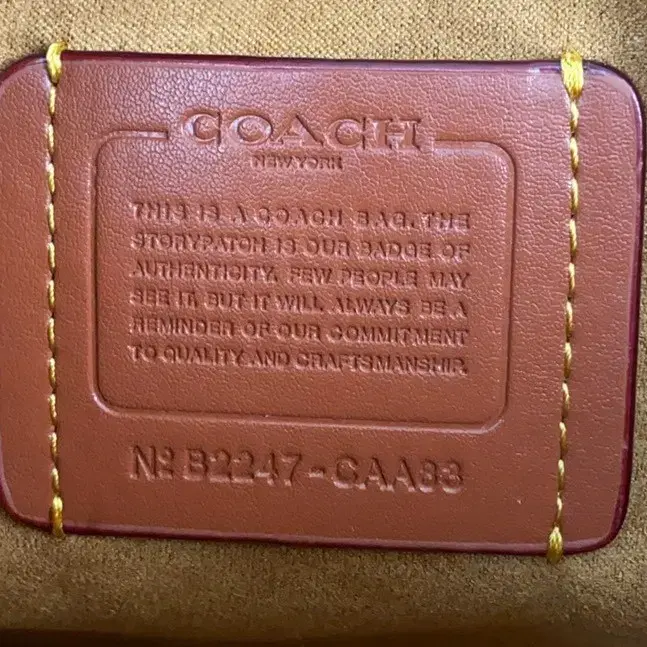 COACH
NEW YORK
THIS IS A COACH BAG. THE
STORYPATCH IS OUR BADGE OF
AUTHENTICITY. FEW PEOPLE MAY
SEE IT. BUT IT WILL ALWAYS BE A
REMINDER OF OUR COMMITMENT
TO QUALITY AND CRAFTSMANSHIP.
Nº B2247-CAA83